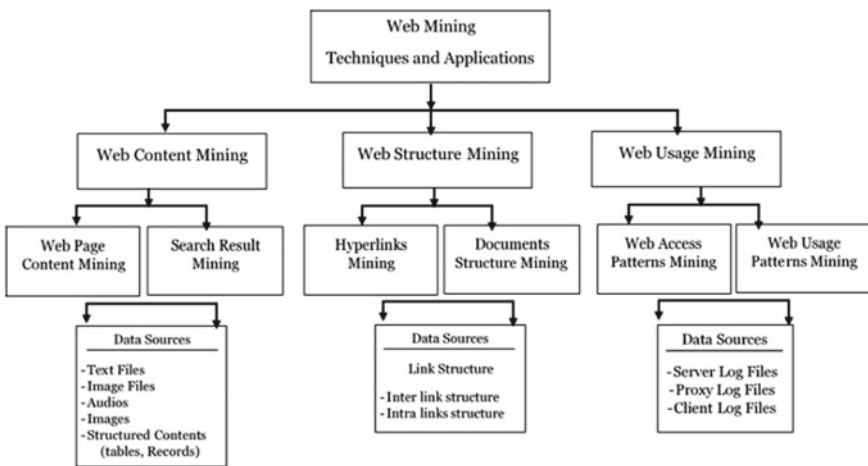 Web Mining
Techniques and Applications
Web Content Mining
Web Structure Mining
Web Usage Mining
Web Page
Content Mining
Search Result
Mining
Hyperlinks
Mining
Documents
Structure Mining
Web Access
Patterns Mining
Web Usage
Patterns Mining
Data Sources
-Text Files
-Image Files
-Audios
-Images
-Structured Contents
(tables, Records)
Data Sources
Link Structure
-Inter link structure
-Intra links structure
Data Sources
-Server Log Files
-Proxy Log Files
-Client Log Files